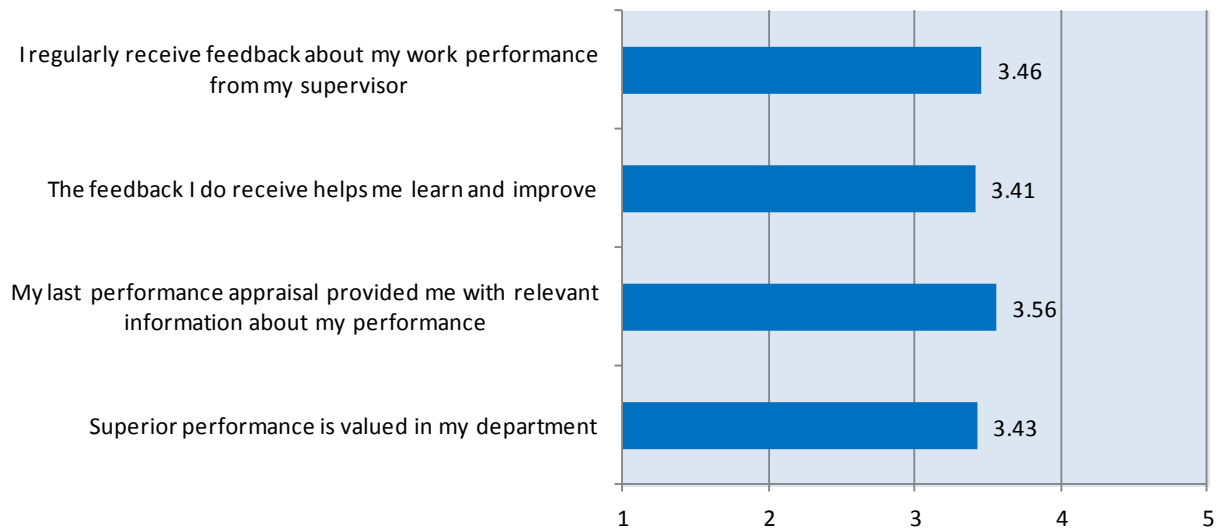 I regularly receive feedback about my work performance
from my supervisor
3.46
The feedback I do receive helps me learn and improve
3.41
My last performance appraisal provided me with relevant
information about my performance
3.56
Superior performance is valued in my department
3.43
1 2 3 4 5